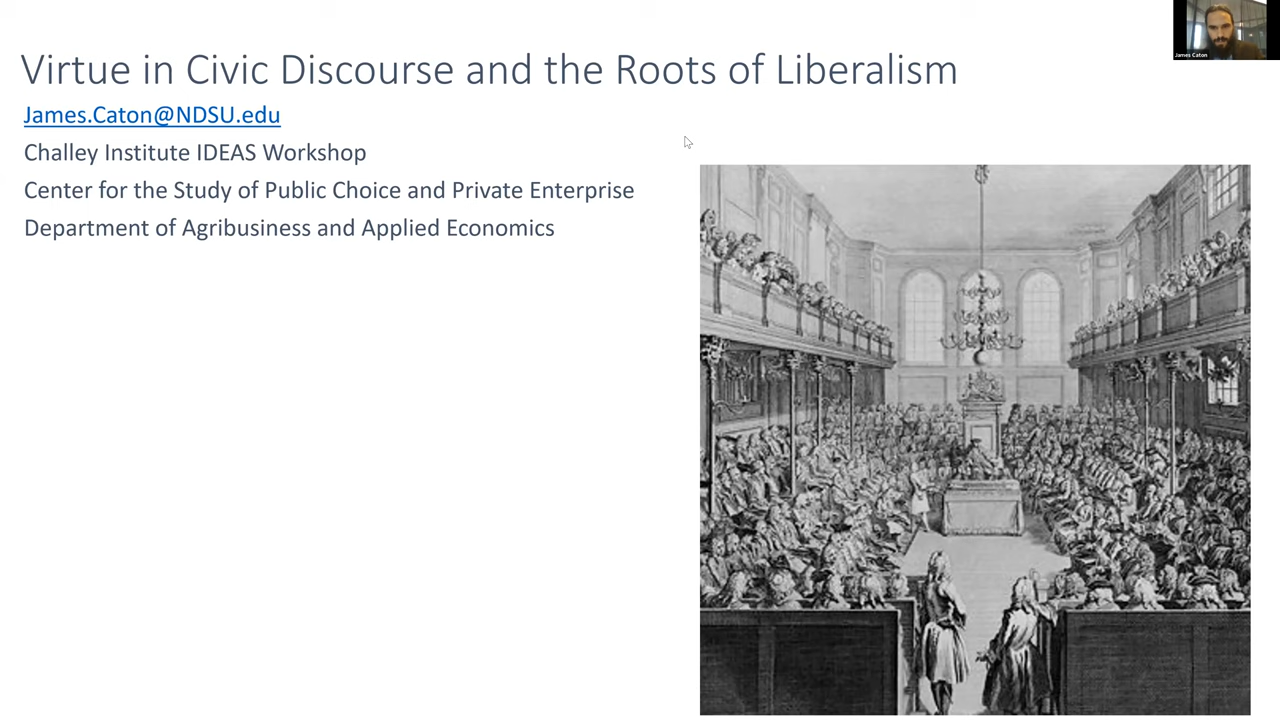 Virtue in Civic Discourse and the Roots of Liberalism
James.Caton@NDSU.edu
Challey Institute IDEAS Workshop
Center for the Study of Public Choice and Private Enterprise
Department of Agribusiness and Applied Economics
James Caton